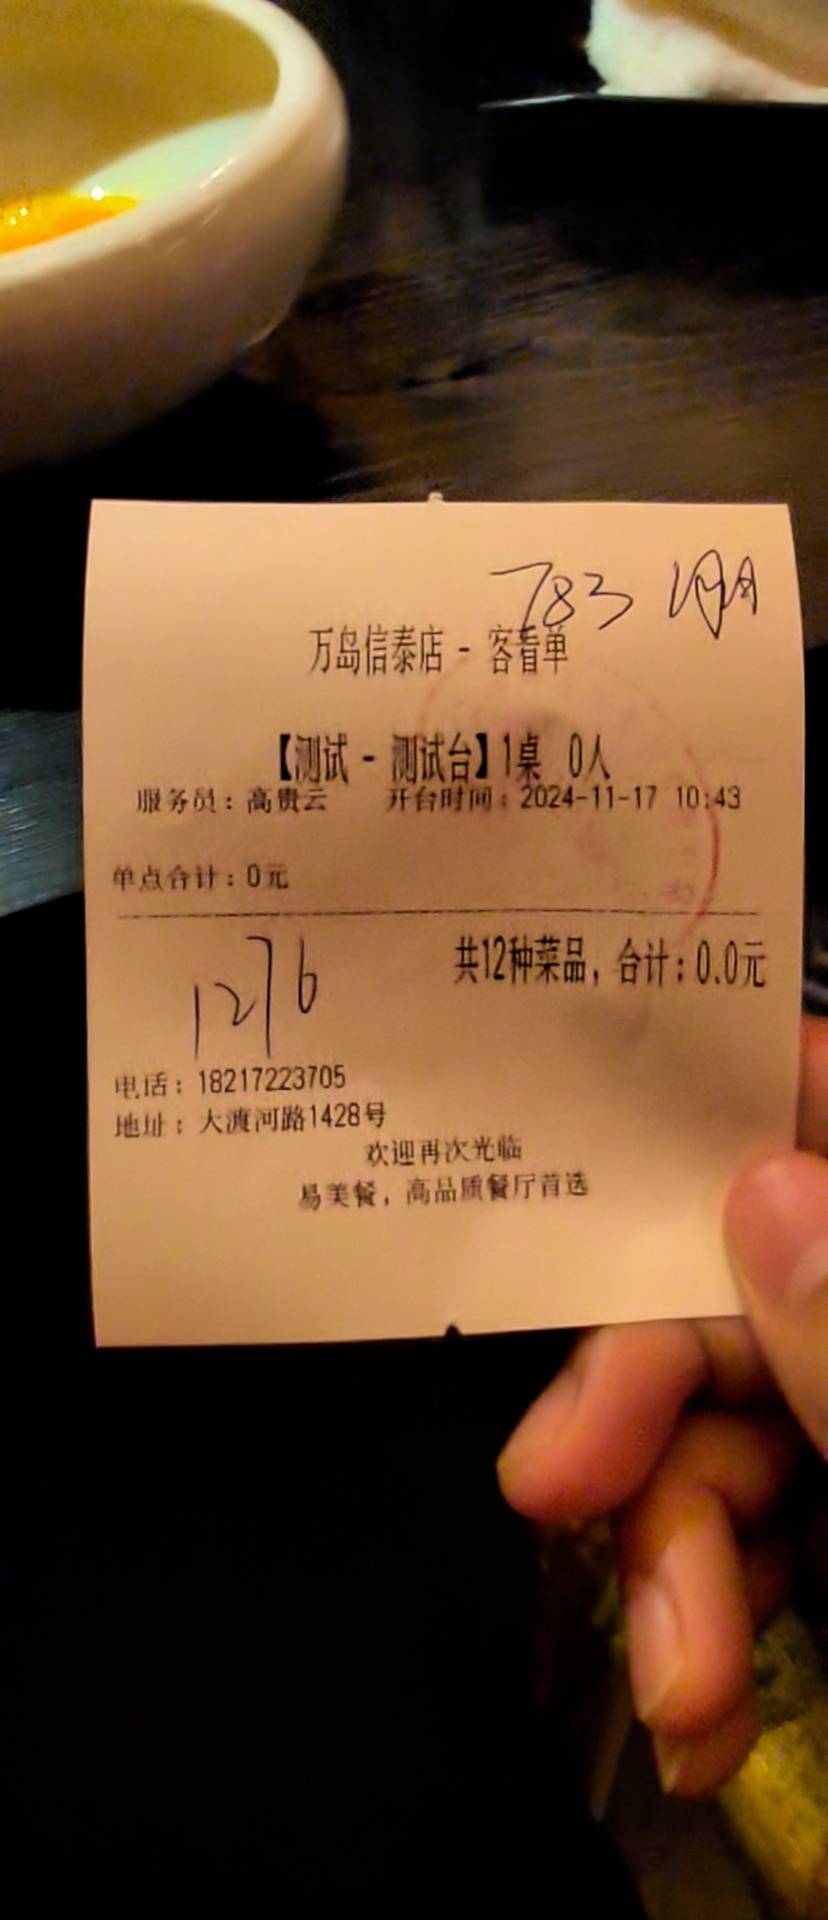 783
万岛信泰店 - 客看单
【测试 - 测试台】1桌 0人
服务员：高贵云 开台时间：2024-11-17 10:43
单点合计：0元
共12种菜品，合计：0.0元
1276
电话：18217223705
地址：大渡河路1428号
欢迎再次光临
易美餐，高品质餐厅首选